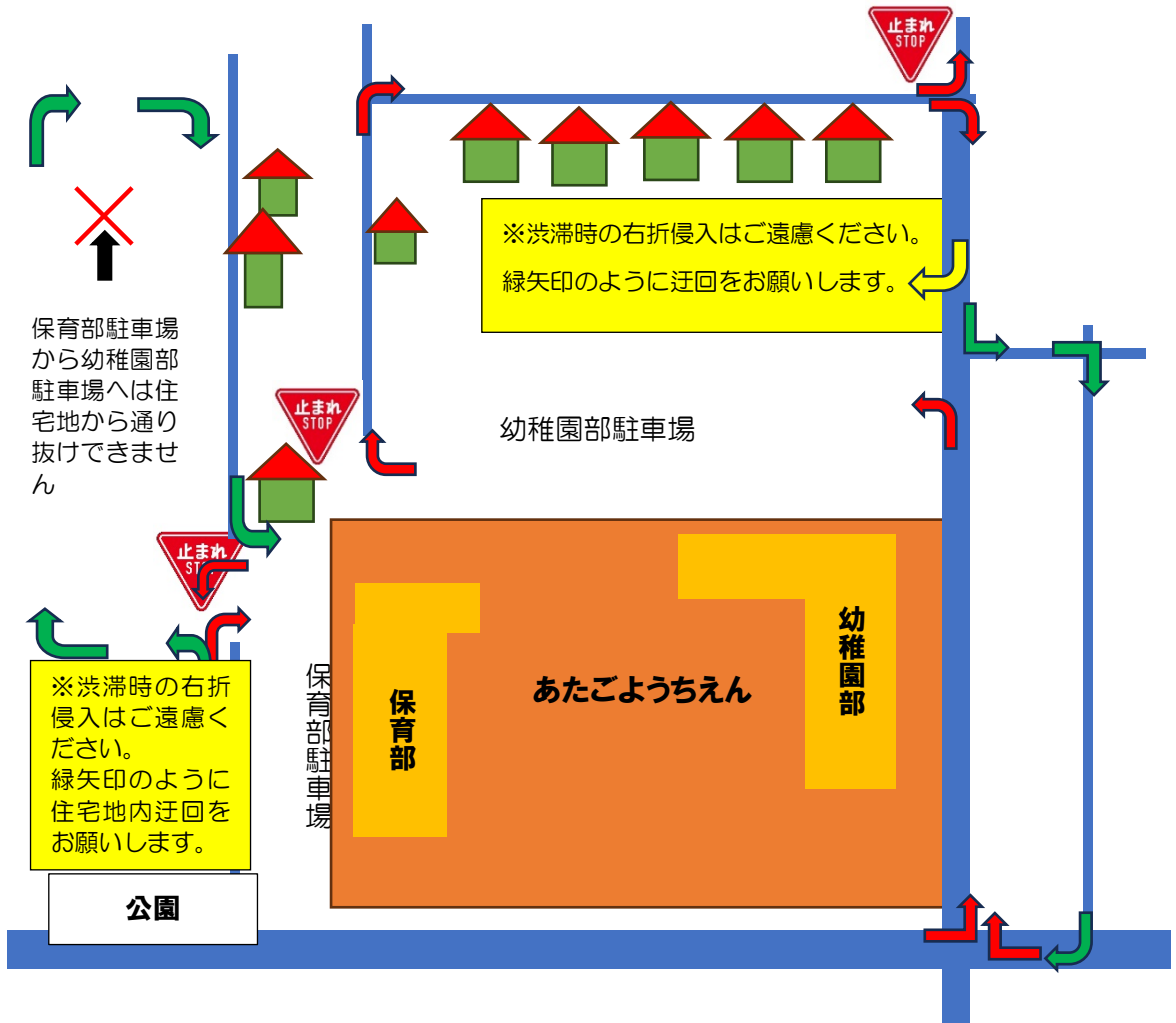 止まれ
STOP
※渋滞時の右折侵入はご遠慮ください。
緑矢印のように迂回をお願いします。
保育部駐車場
から幼稚園部
駐車場へは住
宅地から通り
抜けできませ
ん
止まれ
STOP
幼稚園部駐車場
止まれ
STOP
※渋滞時の右折
侵入はご遠慮く
ださい。
緑矢印のように
住宅地内迂回を
お願いします。
保育部駐車場
保育部
あたごようちえん
幼稚園部
公園